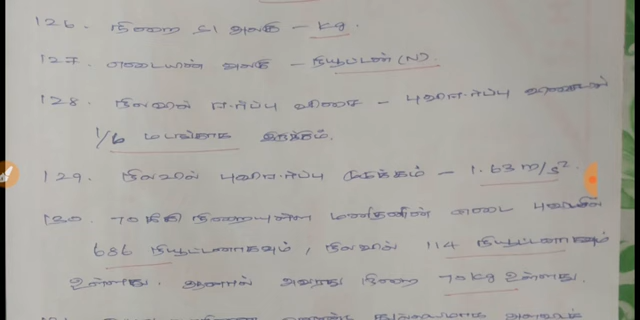 126. நிறை SI அலகு – kg.
127. எடையின் அலகு – நியூட்டன் (N).
128. நிலவின் ஈர்ப்பு விசை – புவிஈர்ப்பு விசையை
1/6 மடங்காக இருக்கும்.
129. நிலவின் புவிஈர்ப்பு முடுக்கம் – 1.63 m/s².
130. 70 கிகி நிறையுள்ள மனிதனின் எடை புவியில்
686 நியூட்டனாகவும், நிலவில் 114 நியூட்டனாகவும்
உள்ளது. ஆனால் அவரது நிறை 70 kg உள்ளது.